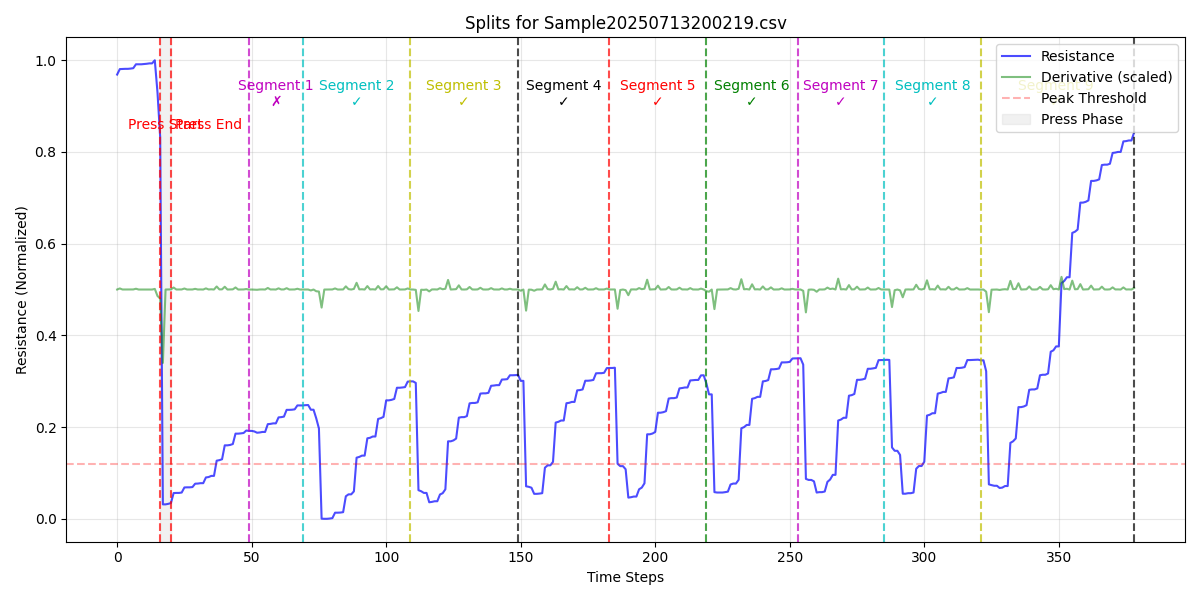 Splits for Sample20250713200219.csv
Resistance (Normalized)
1.0
0.8
0.6
0.4
0.2
0.0
Segment 1
✗
Segment 2
✓
Segment 3
✓
Segment 4
✓
Segment 5
✓
Segment 6
✓
Segment 7
✓
Segment 8
✓
Press Start
Press End
Resistance
Derivative (scaled)
Peak Threshold
Press Phase
0
50
100
150
200
250
300
350
Time Steps